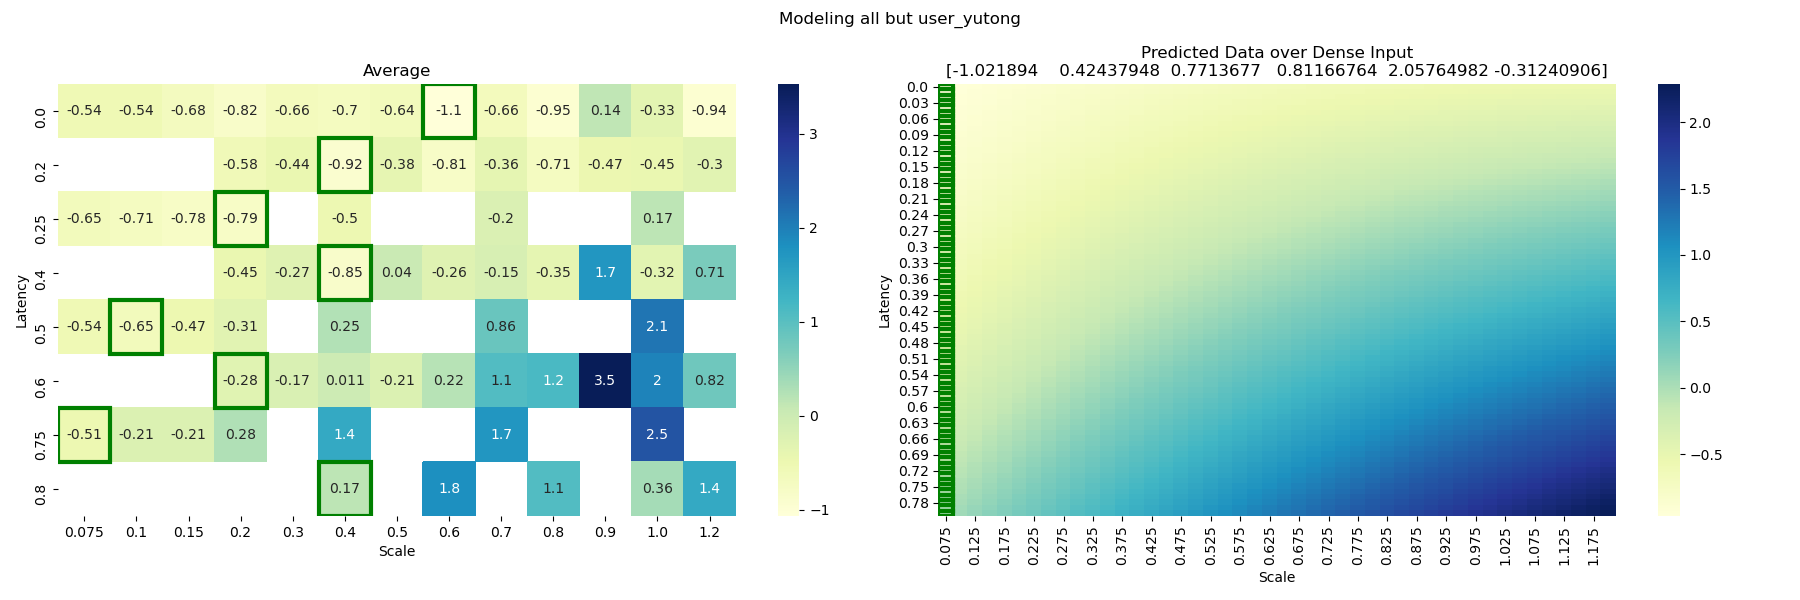 Modeling all but user_yutong
Average
0.0 -0.54 -0.54 -0.68 -0.82 -0.66 -0.7 -0.64 -1.1 -0.66 -0.95 0.14 -0.33 -0.94
0.2 -0.58 -0.44 -0.92 -0.38 -0.81 -0.36 -0.71 -0.47 -0.45 -0.3
0.25 -0.65 -0.71 -0.78 -0.79 -0.5 -0.2 0.17
0.4 -0.45 -0.27 -0.85 0.04 -0.26 -0.15 -0.35 1.7 -0.32 0.71
0.5 -0.54 -0.65 -0.47 -0.31 0.25 0.86 2.1
0.6 -0.28 -0.17 0.011 -0.21 0.22 1.1 1.2 3.5 2 0.82
0.75 -0.51 -0.21 -0.21 0.28 1.4 1.7 2.5
0.8 0.17 1.8 1.1 0.36 1.4
0.075 0.1 0.15 0.2 0.3 0.4 0.5 0.6 0.7 0.8 0.9 1.0 1.2
Scale
Latency
3
2
1
0
−1
Predicted Data over Dense Input
[-1.021894 0.42437948 0.7713677 0.81166764 2.05764982 -0.31240906]
0.0
0.03
0.06
0.09
0.12
0.15
0.18
0.21
0.24
0.27
0.3
0.33
0.36
0.39
0.42
0.45
0.48
0.51
0.54
0.57
0.6
0.63
0.66
0.69
0.72
0.75
0.78
Latency
0.075 0.125 0.175 0.225 0.275 0.325 0.375 0.425 0.475 0.525 0.575 0.625 0.675 0.725 0.775 0.825 0.875 0.925 0.975 1.025 1.075 1.125 1.175
Scale
2.0
1.5
1.0
0.5
0.0
−0.5